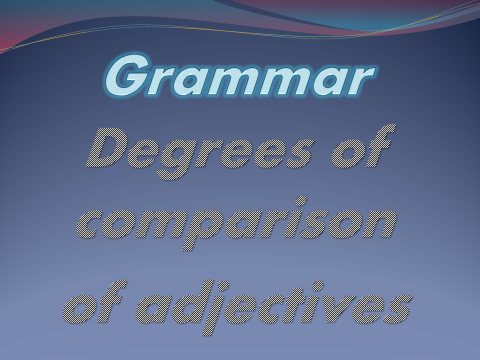 Grammar
Degrees of
comparison
of adjectives